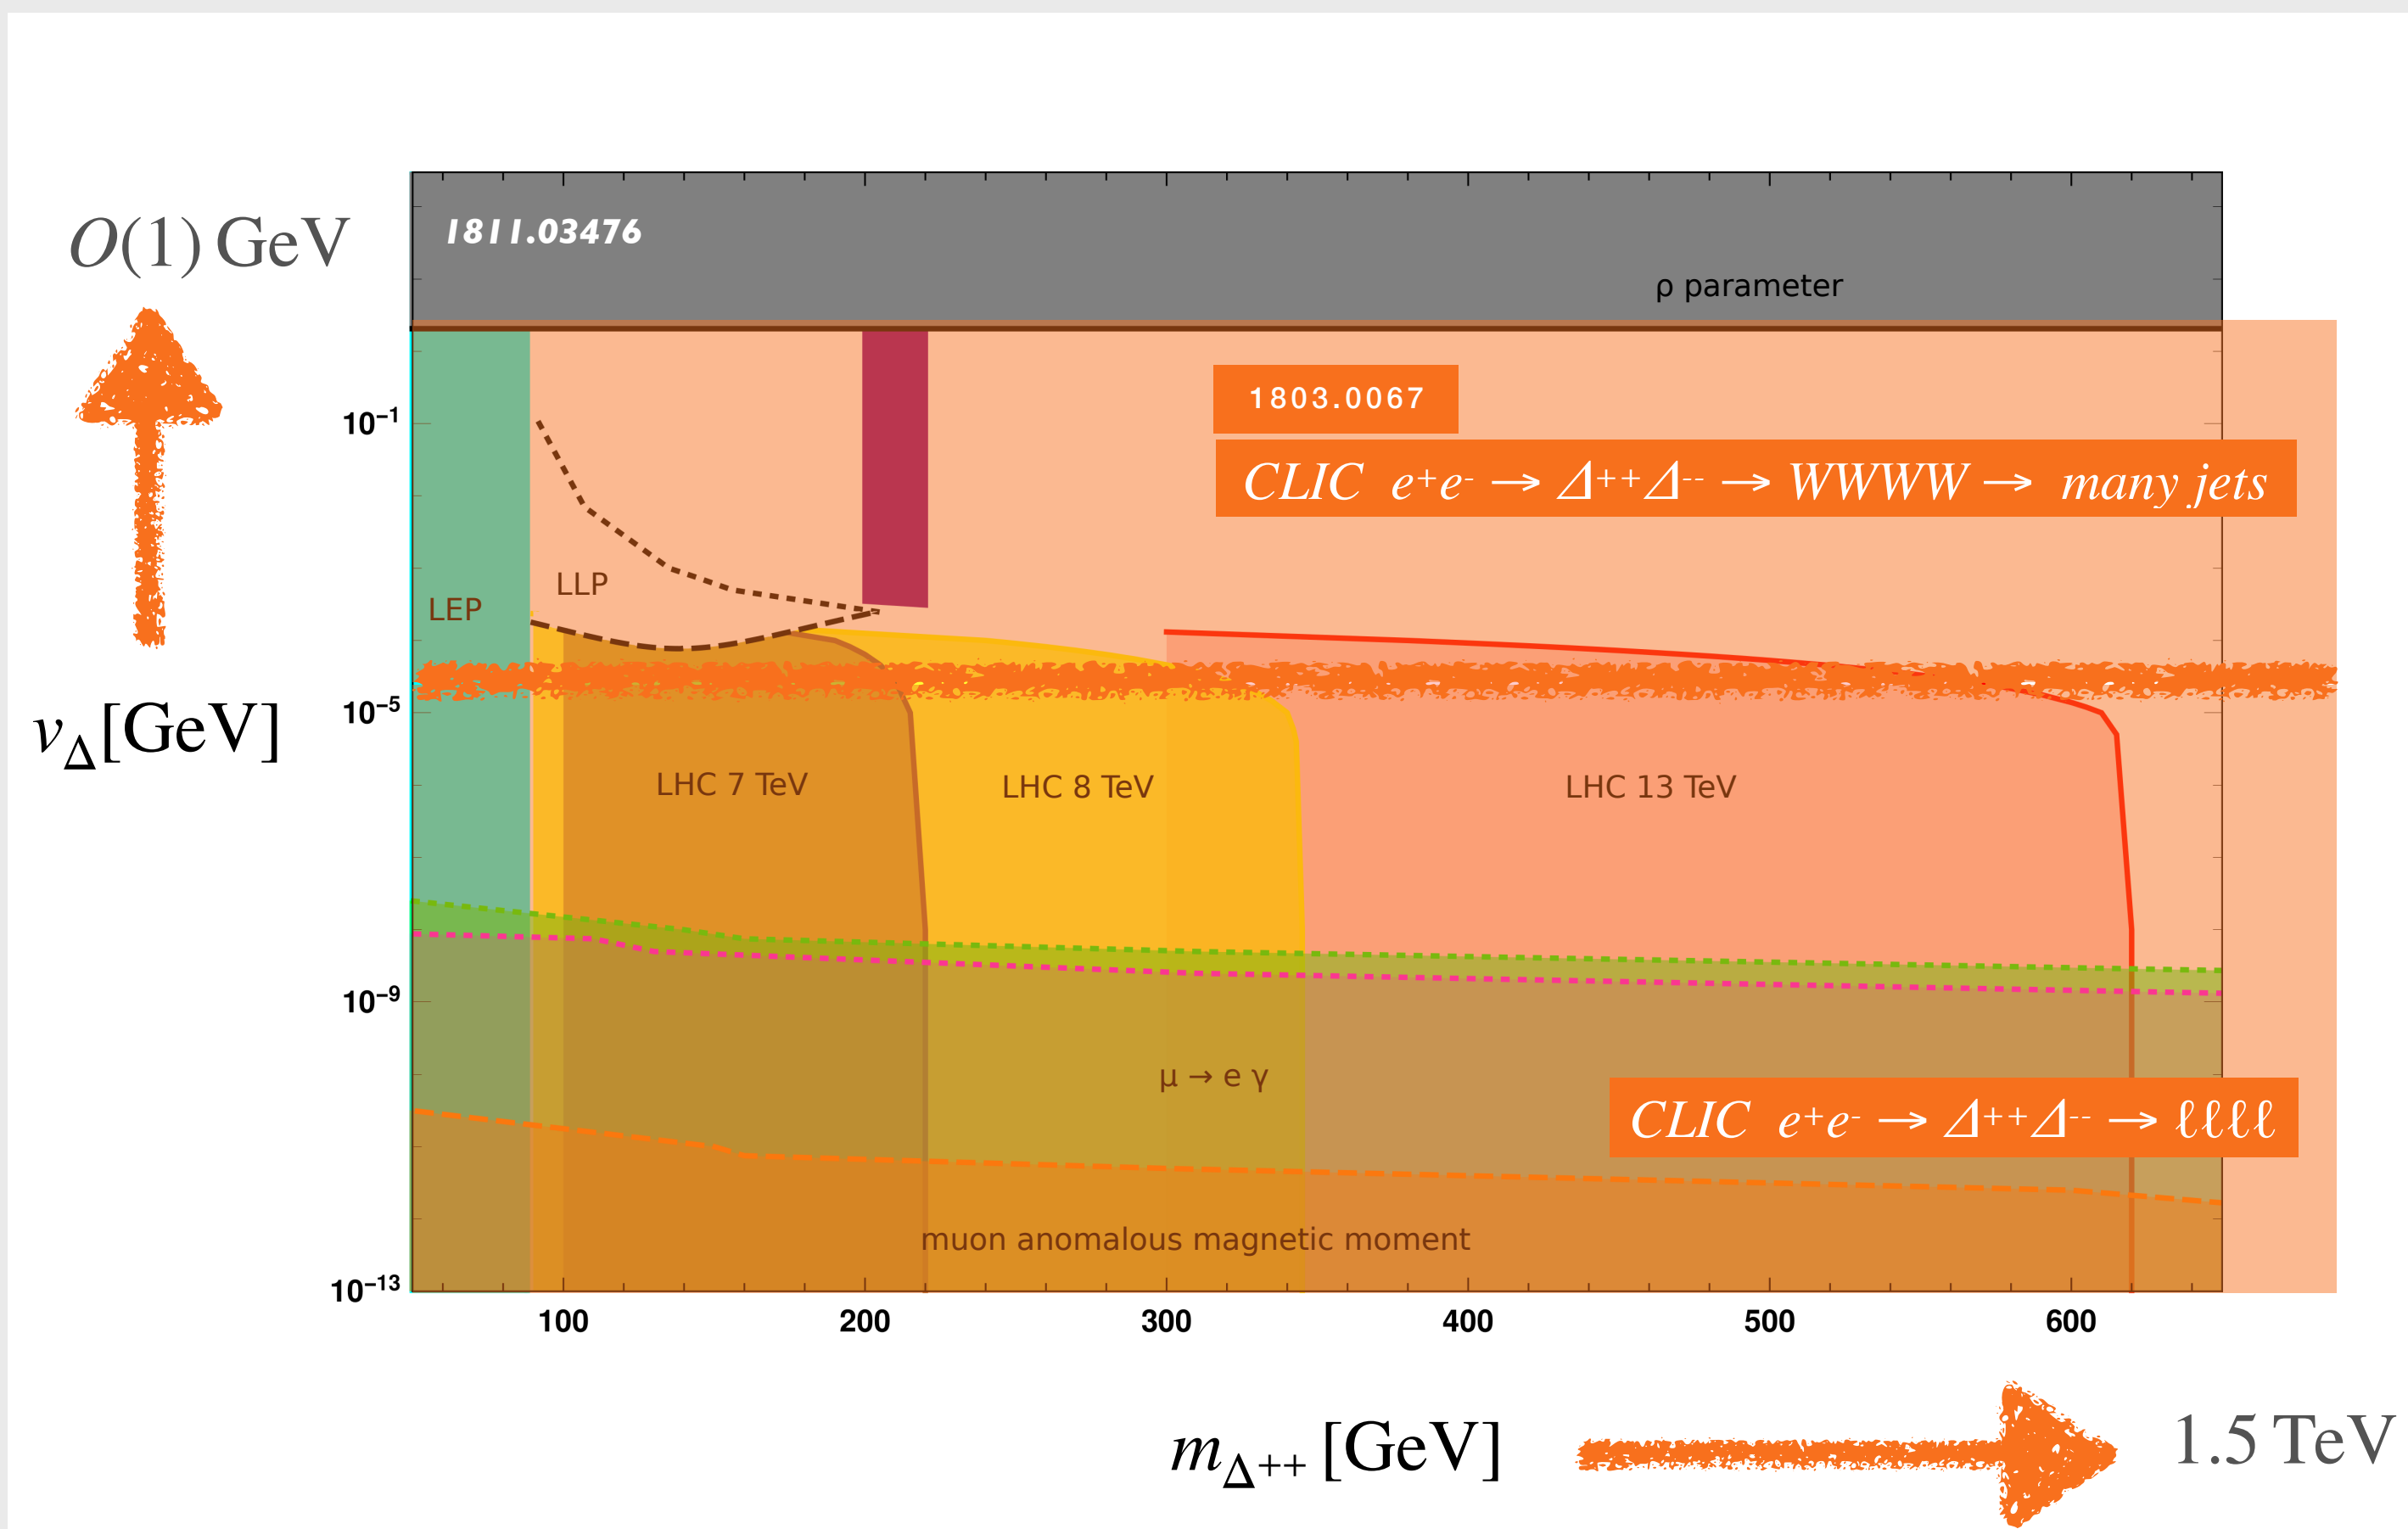 O(1) GeV
1811.03476
ρ parameter
10⁻¹
1803.0067
CLIC e⁺e⁻ → Δ⁺⁺Δ⁻⁻ → WWWW → many jets
LLP
LEP
10⁻⁵
v_Δ[GeV]
LHC 7 TeV
LHC 8 TeV
LHC 13 TeV
10⁻⁹
μ → e γ
CLIC e⁺e⁻ → Δ⁺⁺Δ⁻⁻ → ℓℓℓℓ
muon anomalous magnetic moment
10⁻¹³
100 200 300 400 500 600
m_Δ++ [GeV]
1.5 TeV